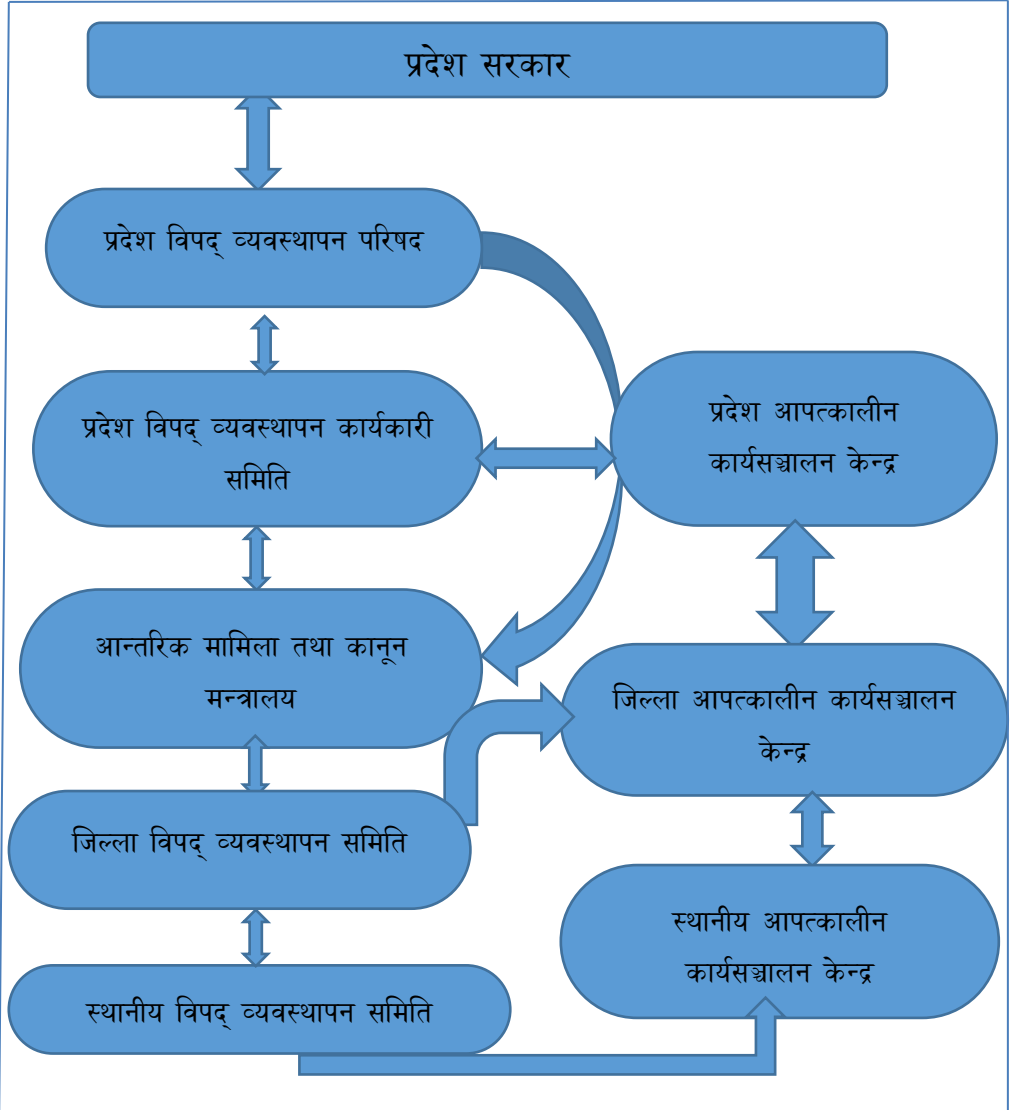 प्रदेश सरकार
प्रदेश विपद् व्यवस्थापन परिषद
प्रदेश विपद् व्यवस्थापन कार्यकारी
समिति
प्रदेश आपत्कालीन
कार्यसञ्चालन केन्द्र
आन्तरिक मामिला तथा कानून
मन्त्रालय
जिल्ला आपत्कालीन कार्यसञ्चालन
केन्द्र
जिल्ला विपद् व्यवस्थापन समिति
स्थानीय आपत्कालीन
कार्यसञ्चालन केन्द्र
स्थानीय विपद् व्यवस्थापन समिति